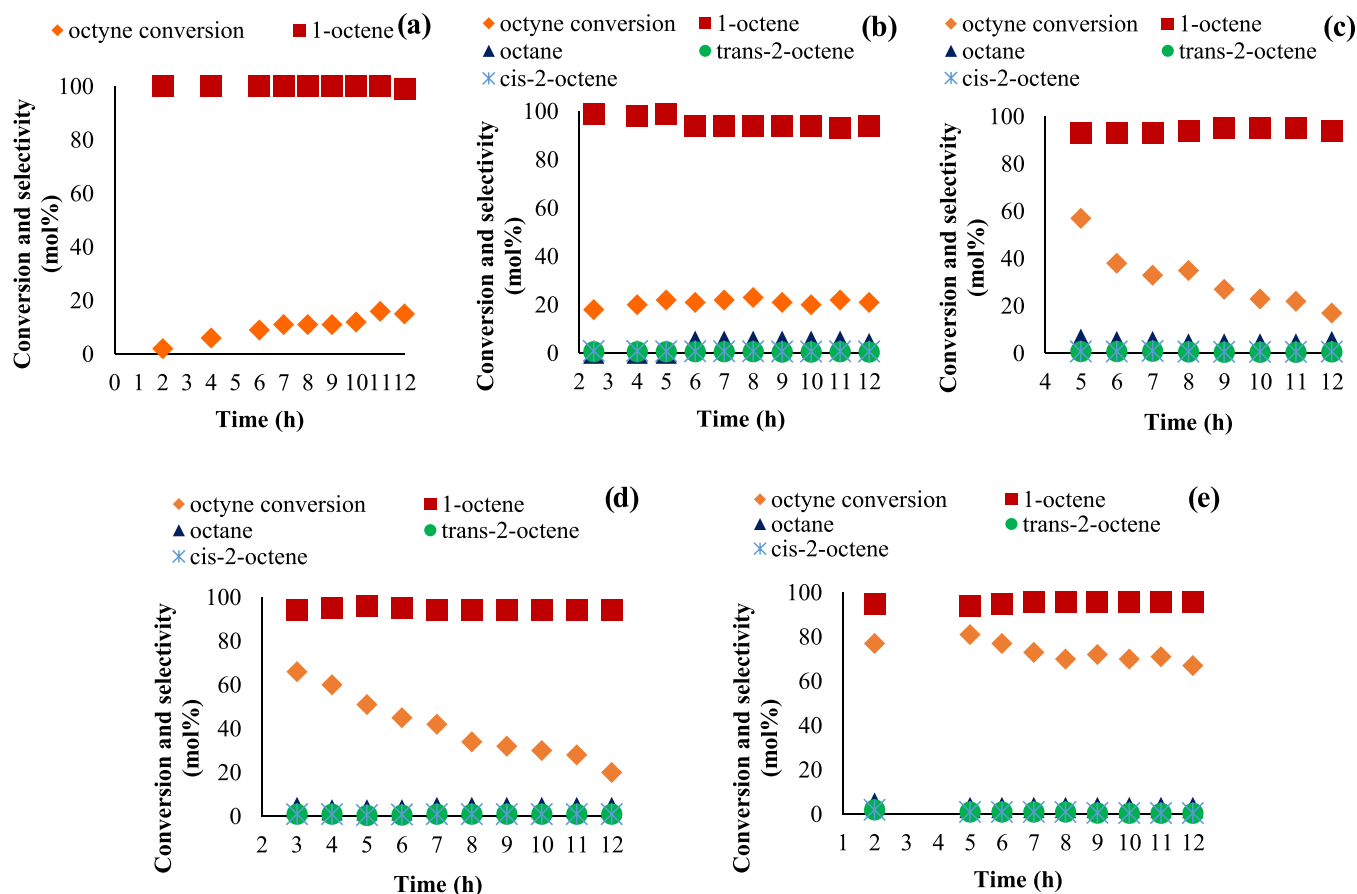 octyne conversion 1-octene (a)
100
80
60
40
20
0
0 1 2 3 4 5 6 7 8 9 10 11 12
Time (h)
Conversion and selectivity
(mol%)
octyne conversion 1-octene (b)
octane trans-2-octene
cis-2-octene
100
80
60
40
20
0
2 3 4 5 6 7 8 9 10 11 12
Time (h)
Conversion and selectivity
(mol%)
octyne conversion 1-octene (c)
octane trans-2-octene
cis-2-octene
100
80
60
40
20
0
4 5 6 7 8 9 10 11 12
Time (h)
Conversion and selectivity
(mol%)
octyne conversion 1-octene (d)
octane trans-2-octene
cis-2-octene
100
80
60
40
20
0
2 3 4 5 6 7 8 9 10 11 12
Time (h)
Conversion and selectivity
(mol%)
octyne conversion 1-octene (e)
octane trans-2-octene
cis-2-octene
100
80
60
40
20
0
1 2 3 4 5 6 7 8 9 10 11 12
Time (h)
Conversion and selectivity
(mol%)